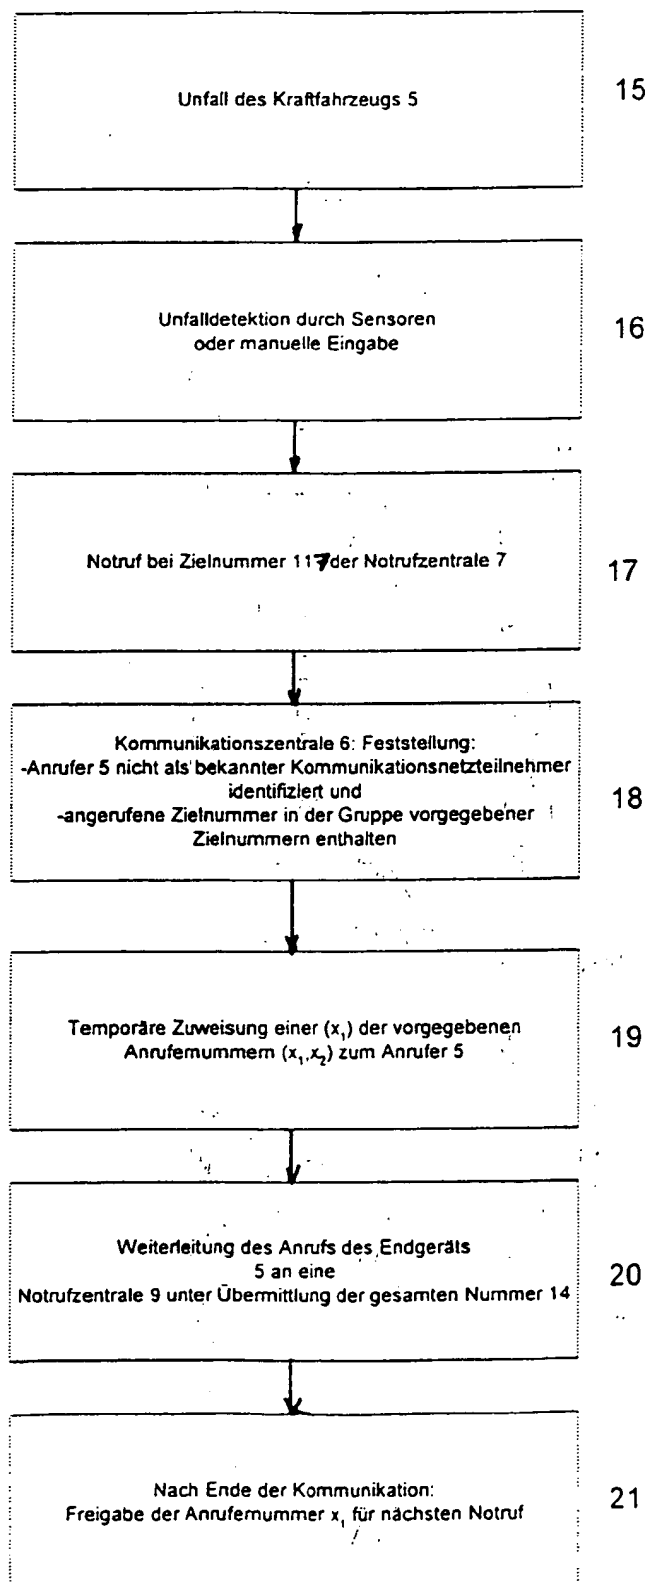 Unfall des Kraftfahrzeugs 5
15
Unfalldetektion durch Sensoren
oder manuelle Eingabe
16
Notruf bei Zielnummer 117 der Notrufzentrale 7
17
Kommunikationszentrale 6: Feststellung:
-Anrufer 5 nicht als bekannter Kommunikationsnetzteilnehmer
identifiziert und
-angerufene Zielnummer in der Gruppe vorgegebener
Zielnummern enthalten
18
Temporäre Zuweisung einer (x₁) der vorgegebenen
Anrufernummern (x₁,x₂) zum Anrufer 5
19
Weiterleitung des Anrufs des Endgeräts
5 an eine
Notrufzentrale 9 unter Übermittlung der gesamten Nummer 14
20
Nach Ende der Kommunikation:
Freigabe der Anrufernummer x₁ für nächsten Notruf
21